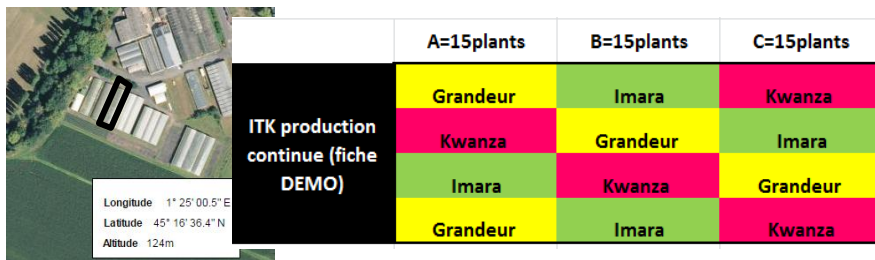 A=15plants B=15plants C=15plants
Grandeur Imara Kwanza
ITK production
continue (fiche
DEMO)
Kwanza Grandeur Imara
Imara Kwanza Grandeur
Grandeur Imara Kwanza
Longitude 1° 25' 00.5" E
Latitude 45° 16' 36.4" N
Altitude 124m